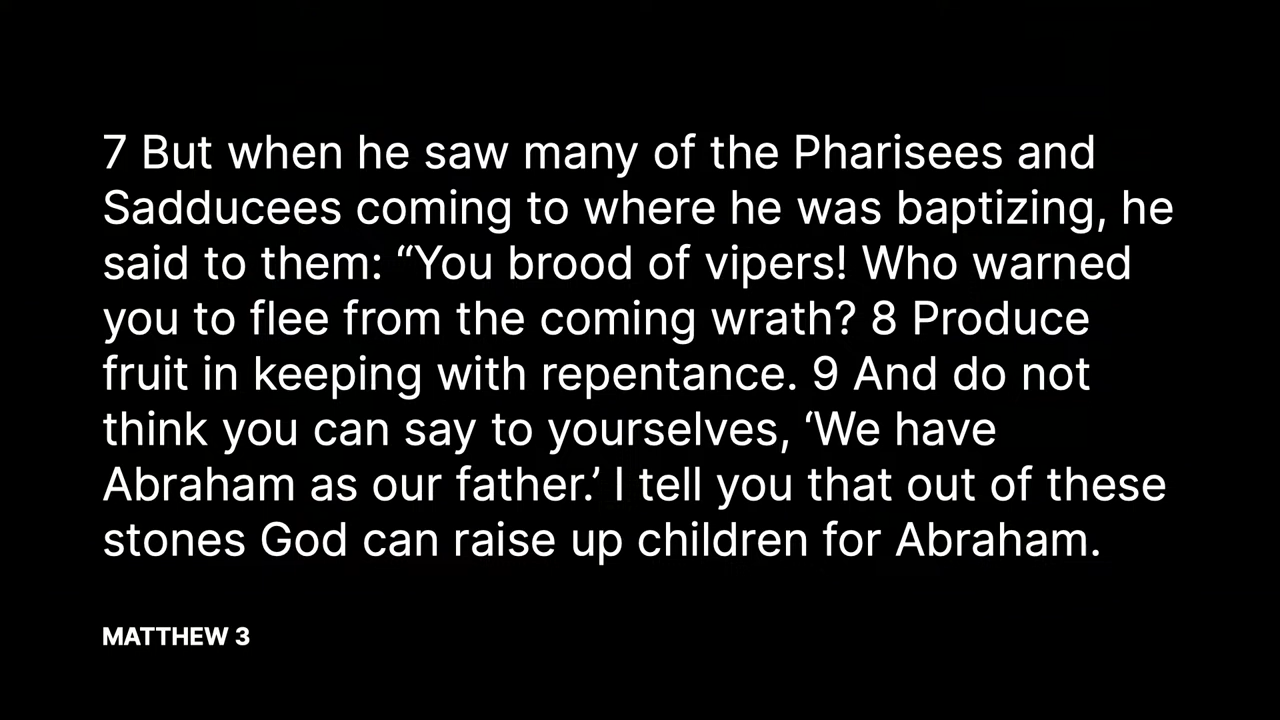 7 But when he saw many of the Pharisees and
Sadducees coming to where he was baptizing, he
said to them: “You brood of vipers! Who warned
you to flee from the coming wrath? 8 Produce
fruit in keeping with repentance. 9 And do not
think you can say to yourselves, ‘We have
Abraham as our father.’ I tell you that out of these
stones God can raise up children for Abraham.
MATTHEW 3